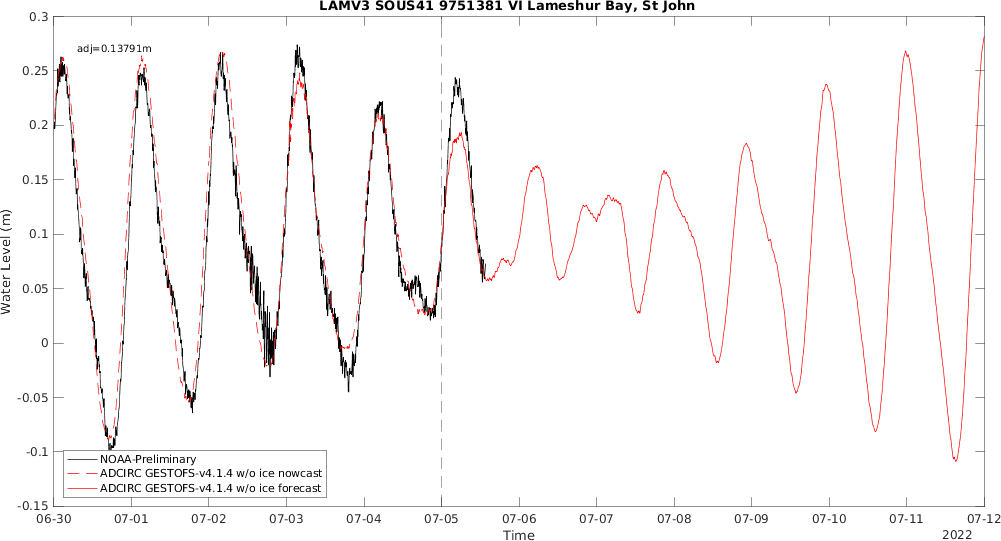 LAMV3 SOUS41 9751381 VI Lameshur Bay, St John
adj=0.13791m
0.3
0.25
0.2
0.15
0.1
0.05
0
-0.05
-0.1
-0.15
Water Level (m)
NOAA-Preliminary
ADCIRC GESTOFS-v4.1.4 w/o ice nowcast
ADCIRC GESTOFS-v4.1.4 w/o ice forecast
06-30 07-01 07-02 07-03 07-04 07-05 07-06 07-07 07-08 07-09 07-10 07-11 07-12
2022
Time